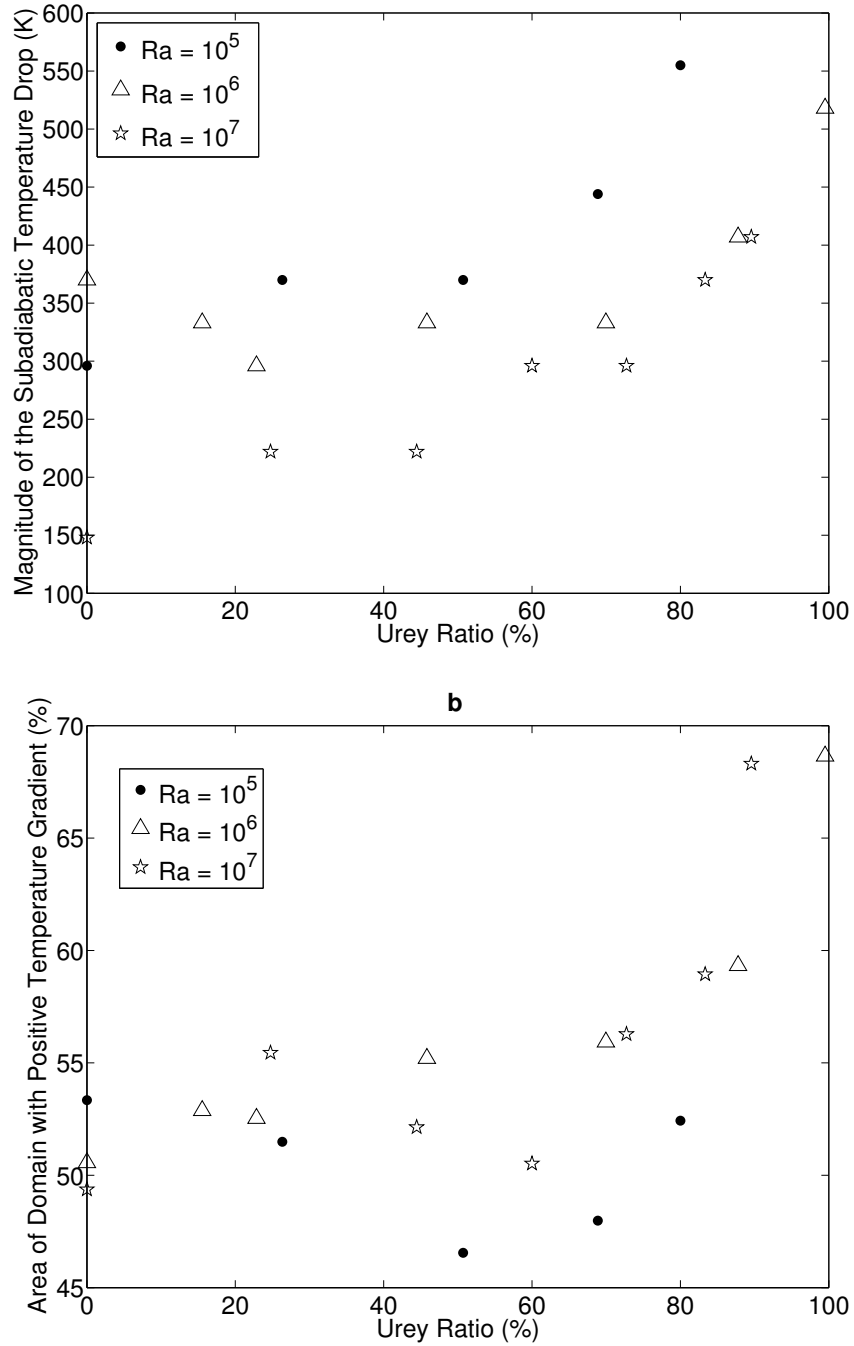 600
550
500
450
400
350
300
250
200
150
100
Magnitude of the Subadiabatic Temperature Drop (K)
Ra = 10^5
Ra = 10^6
Ra = 10^7
0 20 40 60 80 100
Urey Ratio (%)
b
70
65
60
55
50
45
Area of Domain with Positive Temperature Gradient (%)
Ra = 10^5
Ra = 10^6
Ra = 10^7
0 20 40 60 80 100
Urey Ratio (%)